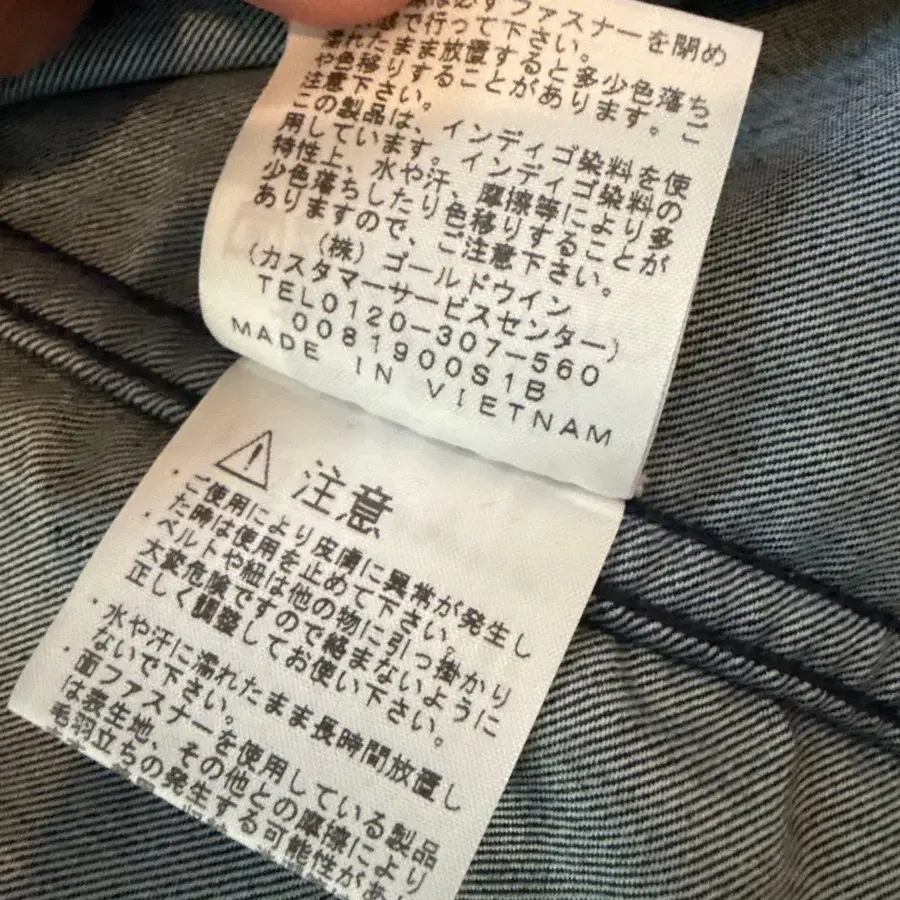 は必ずファスナーを閉め
態で行って下さい。
濡れたまま放置すると多少色落ち
や色移りすることがあります。ご
注意下さい。
この製品は、インディゴ染料を使
用しています。インディゴ染料の
特性上、水や汗、摩擦等により多
少色落ちしたり色移りすることが
ありますので、ご注意下さい。
(株)ゴールドウイン
(カスタマーサービスセンター)
TEL0120-307-560
0081900S1B
MADE IN VIETNAM
注意
・ご使用により皮膚に異常が発生し
た時は使用を止めて下さい。
・ベルトや紐は他の物に引っ掛かり
大変危険ですので絡まないように
正しく調整してお使い下さい。
・水や汗に濡れたまま長時間放置し
ないで下さい。
・面ファスナーを使用している製品
は表生地、その他との摩擦により
毛羽立ちの発生する可能性があ